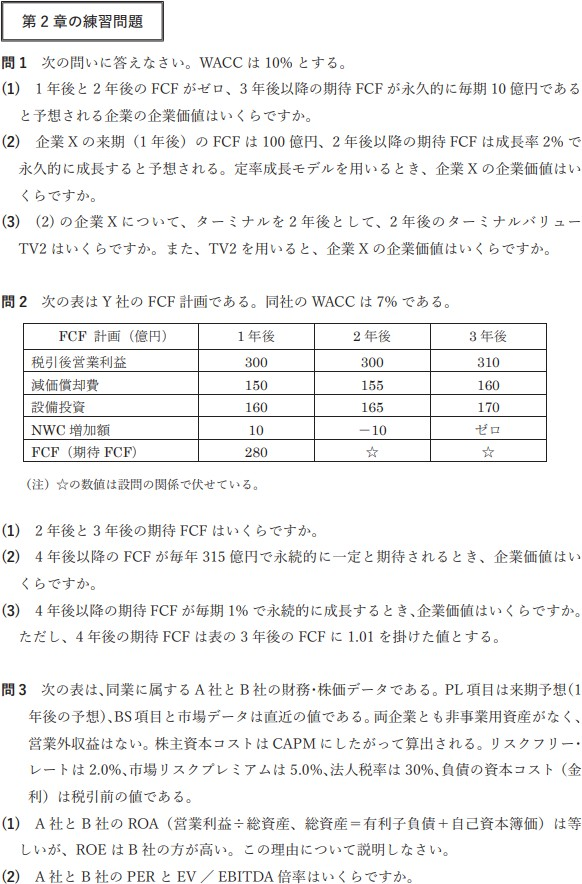 第２章の練習問題
問1　次の問いに答えなさい。WACC は 10% とする。
(1)　1 年後と 2 年後の FCF がゼロ、3 年後以降の期待 FCF が永久的に毎期 10 億円である
と予想される企業の企業価値はいくらですか。
(2)　企業 X の来期（1 年後）の FCF は 100 億円、2 年後以降の期待 FCF は成長率 2% で
永久的に成長すると予想される。定率成長モデルを用いるとき、企業 X の企業価値はい
くらですか。
(3)　(2) の企業 X について、ターミナルを 2 年後として、2 年後のターミナルバリュー
TV2 はいくらですか。また、TV2 を用いると、企業 X の企業価値はいくらですか。
問2　次の表は Y 社の FCF 計画である。同社の WACC は 7% である。
FCF 計画（億円） 1 年後 2 年後 3 年後
税引後営業利益 300 300 310
減価償却費 150 155 160
設備投資 160 165 170
NWC 増加額 10 －10 ゼロ
FCF（期待 FCF） 280 ☆ ☆
（注）☆の数値は設問の関係で伏せている。
(1)　2 年後と 3 年後の期待 FCF はいくらですか。
(2)　4 年後以降の FCF が毎年 315 億円で永続的に一定と期待されるとき、企業価値はい
くらですか。
(3)　4 年後以降の期待 FCF が毎期 1% で永続的に成長するとき、企業価値はいくらですか。
ただし、4 年後の期待 FCF は表の 3 年後の FCF に 1.01 を掛けた値とする。
問3　次の表は、同業に属する A 社と B 社の財務・株価データである。PL 項目は来期予想（1
年後の予想）、BS 項目と市場データは直近の値である。両企業とも非事業用資産がなく、
営業外収益はない。株主資本コストは CAPM にしたがって算出される。リスクフリー・
レートは 2.0%、市場リスクプレミアムは 5.0%、法人税率は 30%、負債の資本コスト（金
利）は税引前の値である。
(1)　A 社と B 社の ROA（営業利益÷総資産、総資産＝有利子負債＋自己資本簿価）は等
しいが、ROE は B 社の方が高い。この理由について説明しなさい。
(2)　A 社と B 社の PER と EV ／ EBITDA 倍率はいくらですか。